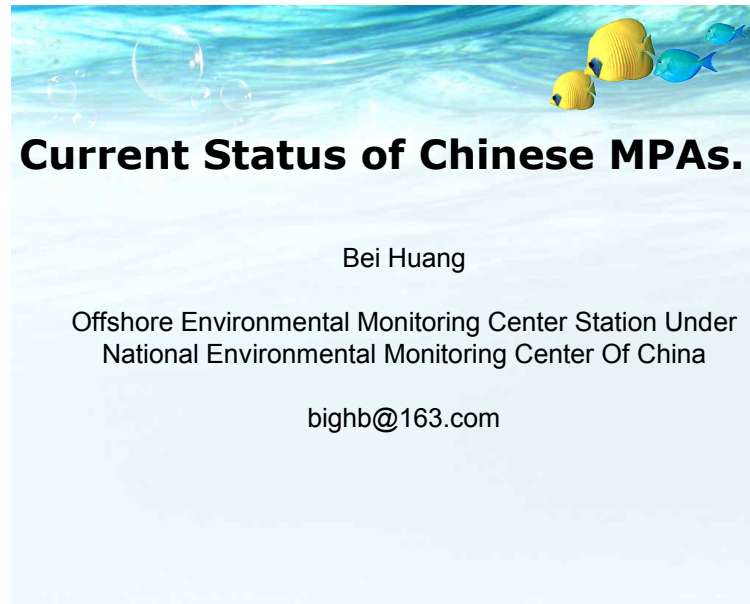 Current Status of Chinese MPAs.
Bei Huang
Offshore Environmental Monitoring Center Station Under
National Environmental Monitoring Center Of China
bighb@163.com